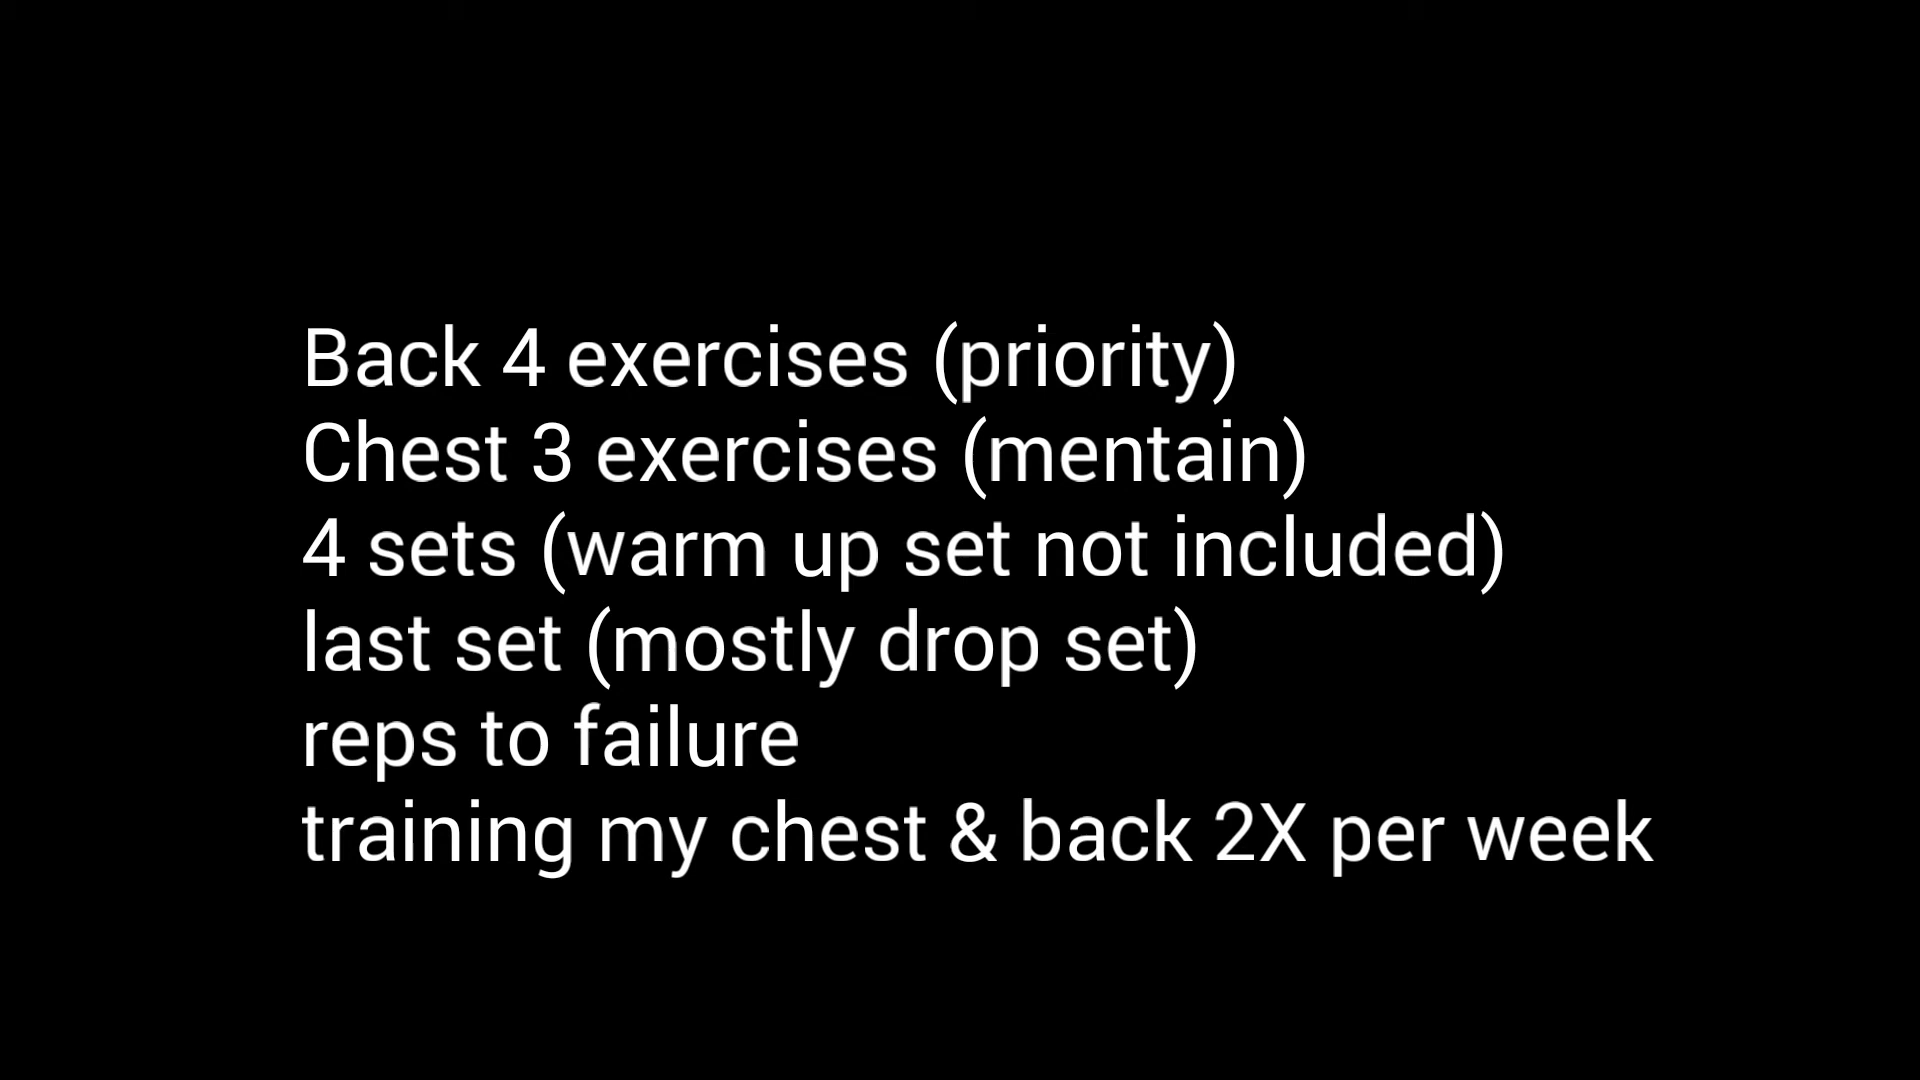 Back 4 exercises (priority)
Chest 3 exercises (mentain)
4 sets (warm up set not included)
last set (mostly drop set)
reps to failure
training my chest & back 2X per week